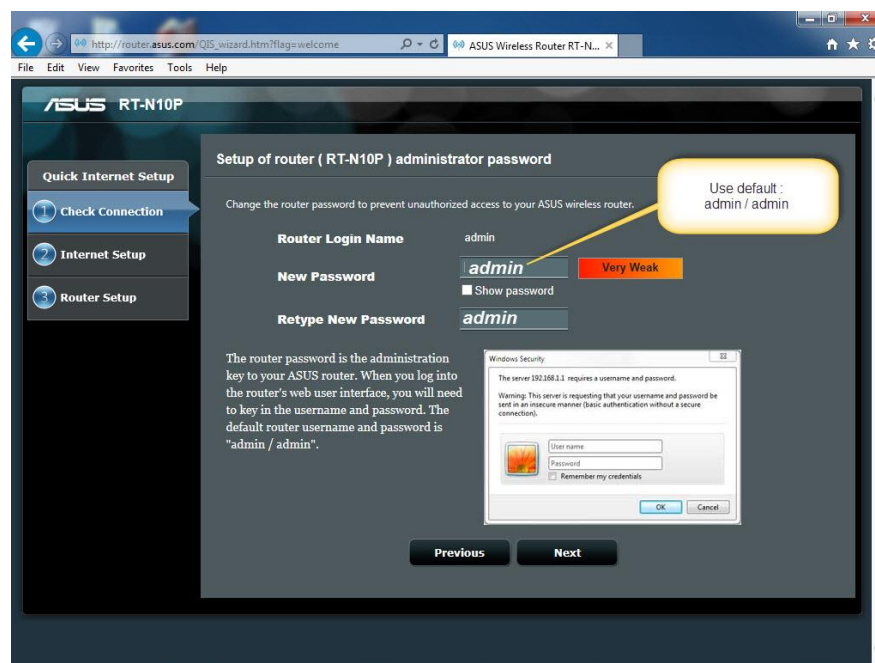 http://router.asus.com/QIS_wizard.htm?flag=welcome
ASUS Wireless Router RT-N...
File Edit View Favorites Tools Help
ASUS RT-N10P
Quick Internet Setup
1 Check Connection
2 Internet Setup
3 Router Setup
Setup of router ( RT-N10P ) administrator password
Use default :
admin / admin
Change the router password to prevent unauthorized access to your ASUS wireless router.
Router Login Name admin
New Password admin Very Weak
Show password
Retype New Password admin
The router password is the administration
key to your ASUS router. When you log into
the router's web user interface, you will need
to key in the username and password. The
default router username and password is
"admin / admin".
Windows Security
The server 192.168.1.1 requires a username and password.
Warning: This server is requesting that your username and password be
sent in an insecure manner (basic authentication without a secure
connection).
User name
Password
Remember my credentials
OK Cancel
Previous Next